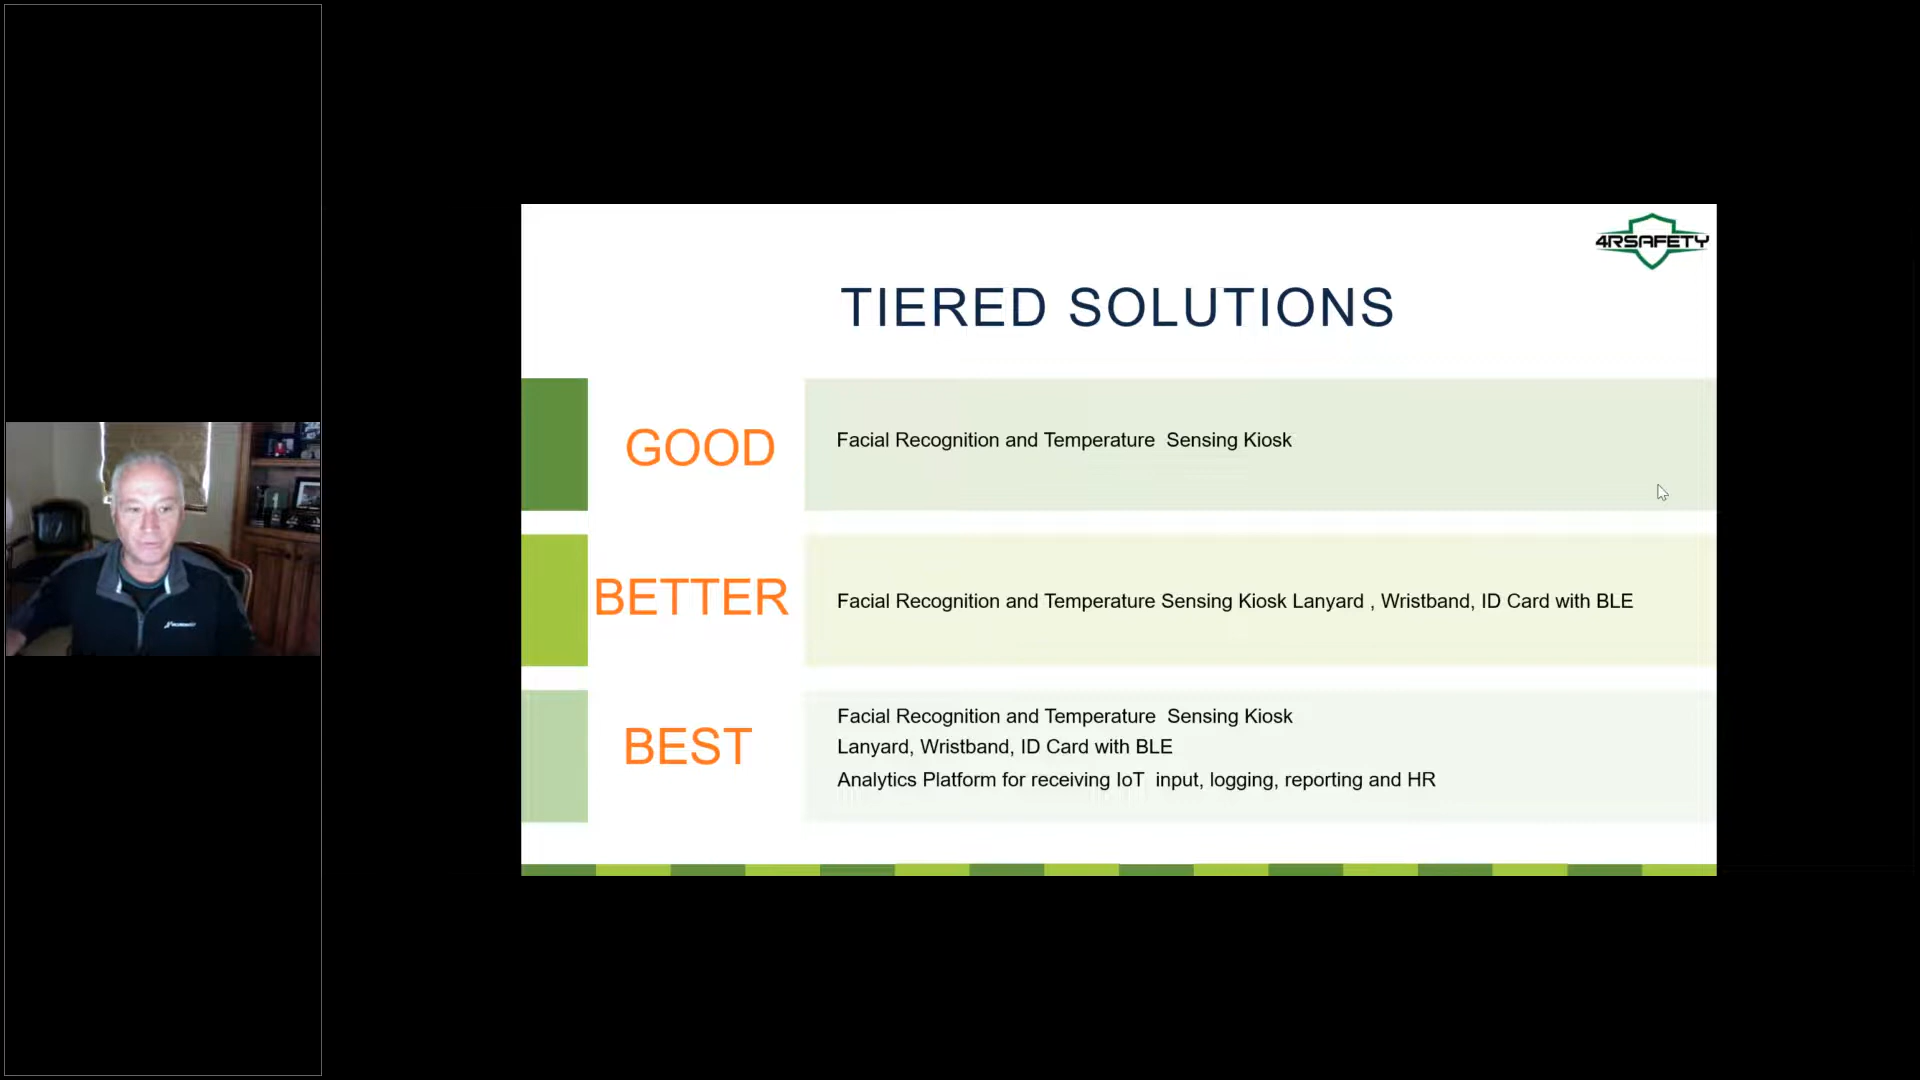 4RSAFETY
TIERED SOLUTIONS
GOOD
Facial Recognition and Temperature Sensing Kiosk
BETTER
Facial Recognition and Temperature Sensing Kiosk Lanyard , Wristband, ID Card with BLE
BEST
Facial Recognition and Temperature Sensing Kiosk
Lanyard, Wristband, ID Card with BLE
Analytics Platform for receiving IoT input, logging, reporting and HR